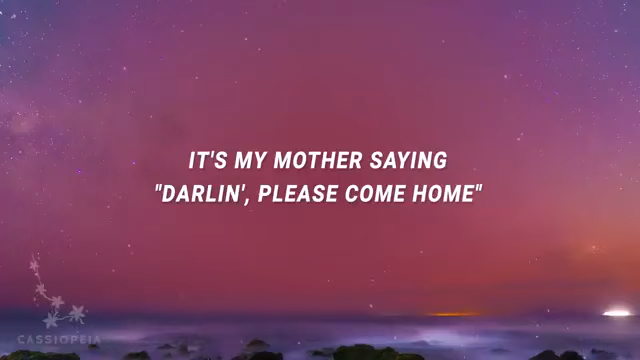 IT'S MY MOTHER SAYING
"DARLIN', PLEASE COME HOME"
CASSIOPEIA